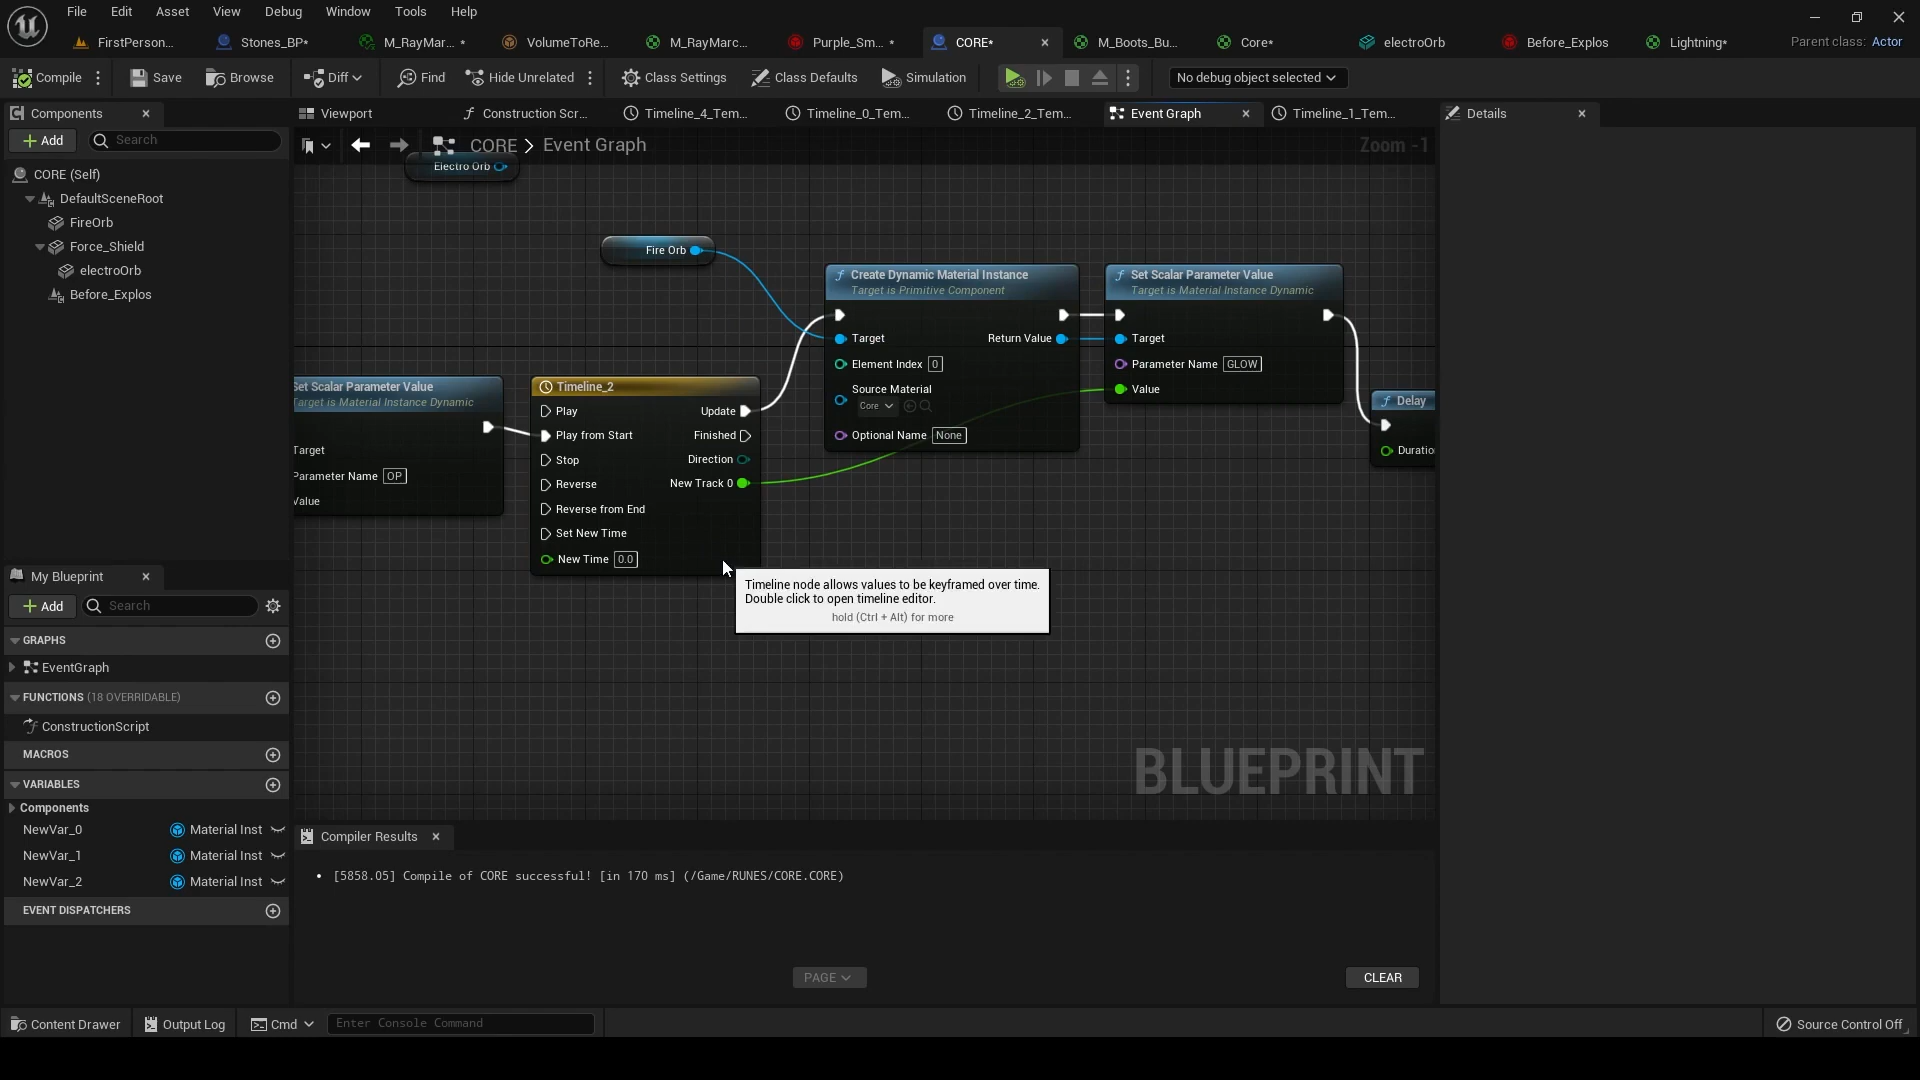 File Edit Asset View Debug Window Tools Help
FirstPerson... Stones_BP* M_RayMar... * VolumeToRe... M_RayMarc... Purple_Sm... * CORE* M_Boots_Bu... Core* electroOrb Before_Explos Lightning* Parent class: Actor
Compile Save Browse Diff Find Hide Unrelated Class Settings Class Defaults Simulation No debug object selected
Components
Add Search
CORE (Self)
DefaultSceneRoot
FireOrb
Force_Shield
electroOrb
Before_Explos
Viewport Construction Scr... Timeline_4_Tem... Timeline_0_Tem... Timeline_2_Tem... Event Graph Timeline_1_Tem... Details
CORE > Event Graph Zoom -1
Electro Orb
Fire Orb
Create Dynamic Material Instance
Target is Primitive Component
Target Return Value
Element Index 0
Source Material
Core
Optional Name None
Set Scalar Parameter Value
Target is Material Instance Dynamic
Target
Parameter Name GLOW
Value
Delay
Duratio
Set Scalar Parameter Value
Target is Material Instance Dynamic
Target
Parameter Name OP
Value
Timeline_2
Play Update
Play from Start Finished
Stop Direction
Reverse New Track 0
Reverse from End
Set New Time
New Time 0.0
Timeline node allows values to be keyframed over time.
Double click to open timeline editor.
hold (Ctrl + Alt) for more
BLUEPRINT
My Blueprint
Add Search
GRAPHS
EventGraph
FUNCTIONS (18 OVERRIDABLE)
ConstructionScript
MACROS
VARIABLES
Components
NewVar_0 Material Inst
NewVar_1 Material Inst
NewVar_2 Material Inst
EVENT DISPATCHERS
Compiler Results
[5858.05] Compile of CORE successful! [in 170 ms] (/Game/RUNES/CORE.CORE)
PAGE CLEAR
Content Drawer Output Log Cmd Enter Console Command Source Control Off